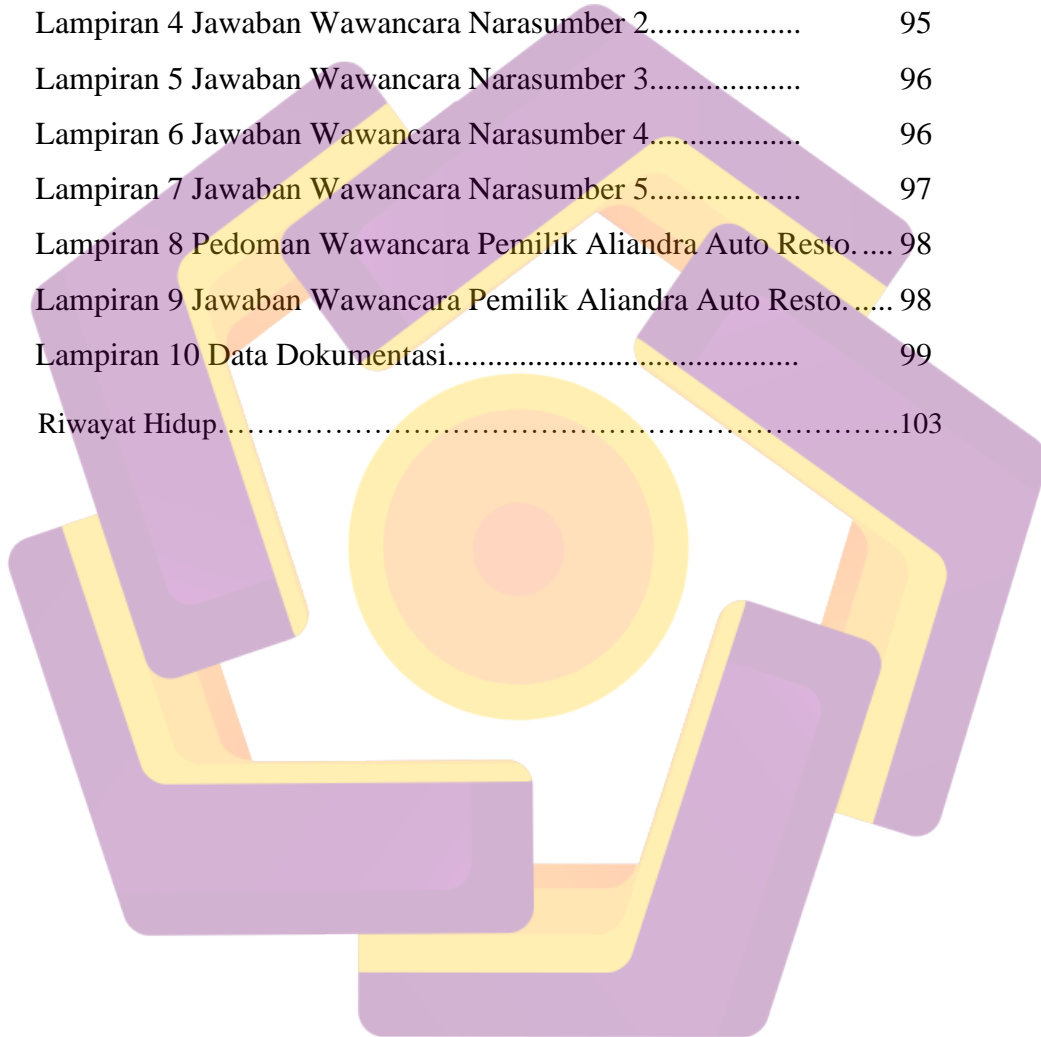 Lampiran 4 Jawaban Wawancara Narasumber 2................... 95
Lampiran 5 Jawaban Wawancara Narasumber 3................... 96
Lampiran 6 Jawaban Wawancara Narasumber 4................... 96
Lampiran 7 Jawaban Wawancara Narasumber 5................... 97
Lampiran 8 Pedoman Wawancara Pemilik Aliandra Auto Resto. .... 98
Lampiran 9 Jawaban Wawancara Pemilik Aliandra Auto Resto. ..... 98
Lampiran 10 Data Dokumentasi............................................ 99
Riwayat Hidup……………………………………………………………………….103